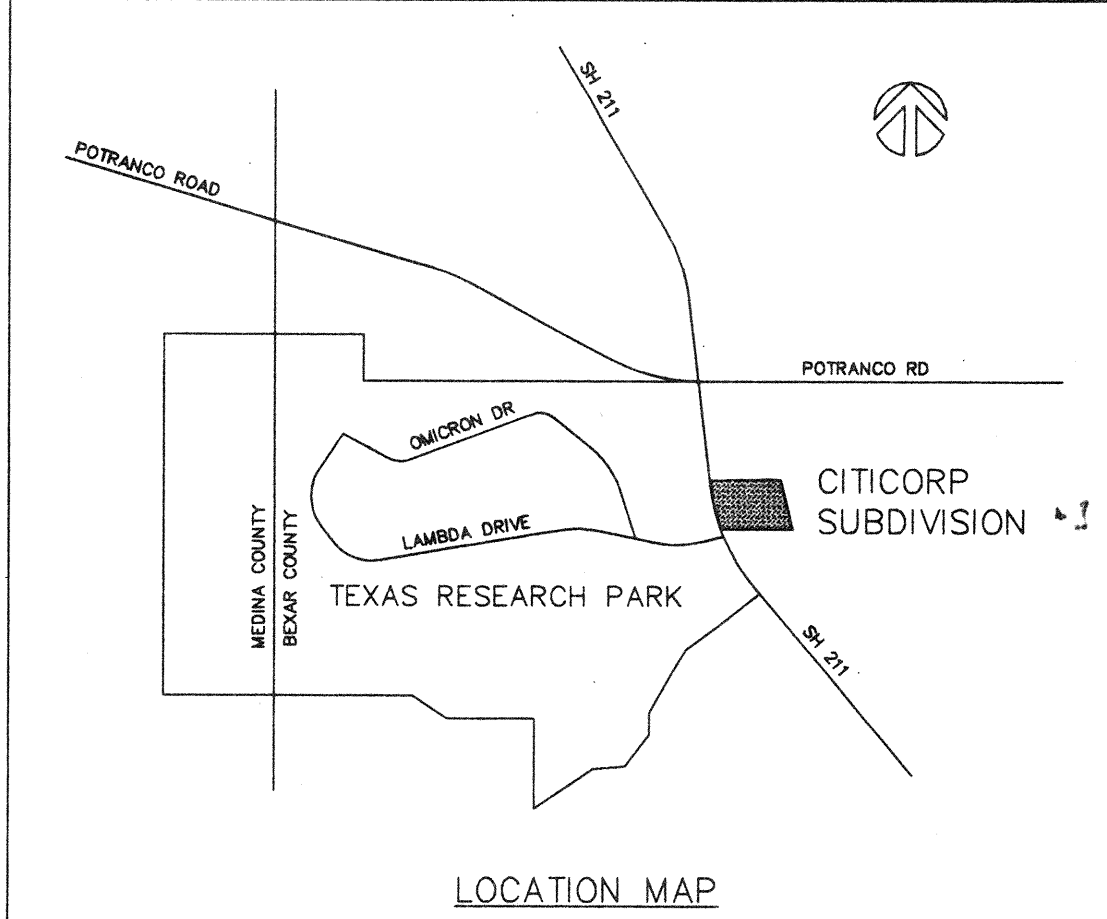 SH 211
POTRANCO ROAD
POTRANCO RD
OMICRON DR
CITICORP
SUBDIVISION
LAMBDA DRIVE
MEDINA COUNTY
BEXAR COUNTY
TEXAS RESEARCH PARK
SH 211
LOCATION MAP